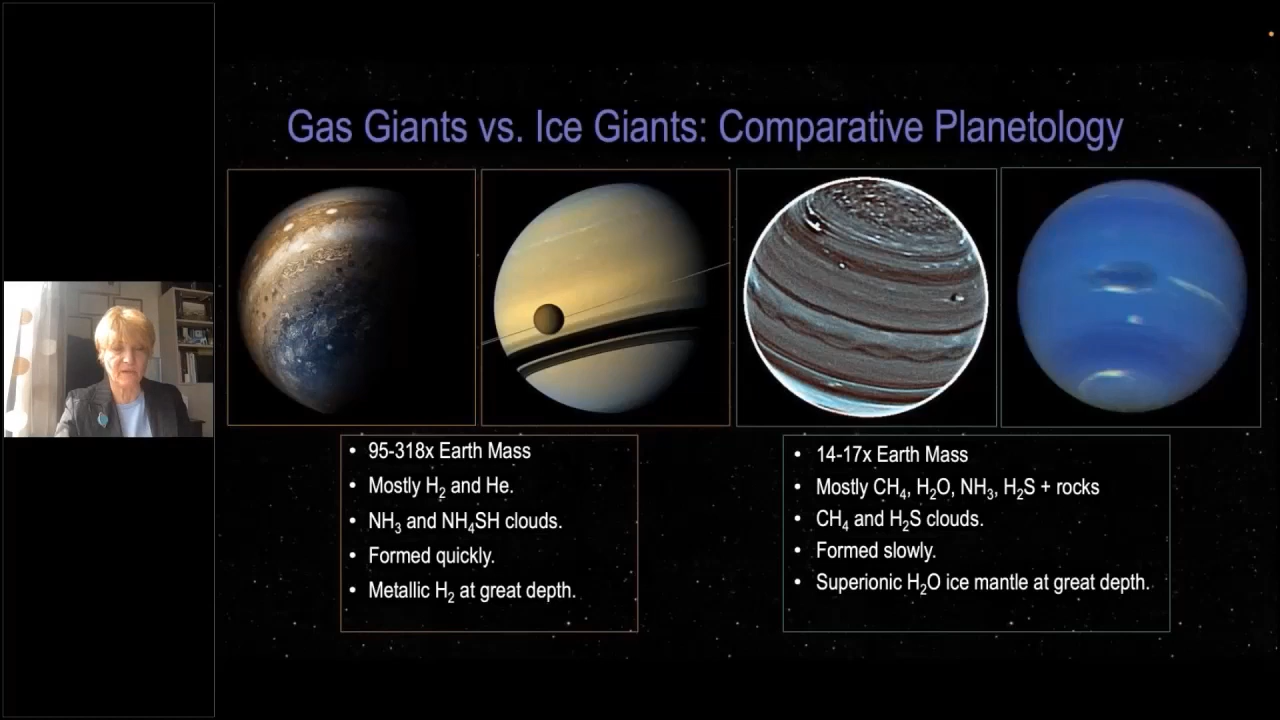 Gas Giants vs. Ice Giants: Comparative Planetology
• 95-318x Earth Mass
• Mostly H₂ and He.
• NH₃ and NH₄SH clouds.
• Formed quickly.
• Metallic H₂ at great depth.
• 14-17x Earth Mass
• Mostly CH₄, H₂O, NH₃, H₂S + rocks
• CH₄ and H₂S clouds.
• Formed slowly.
• Superionic H₂O ice mantle at great depth.